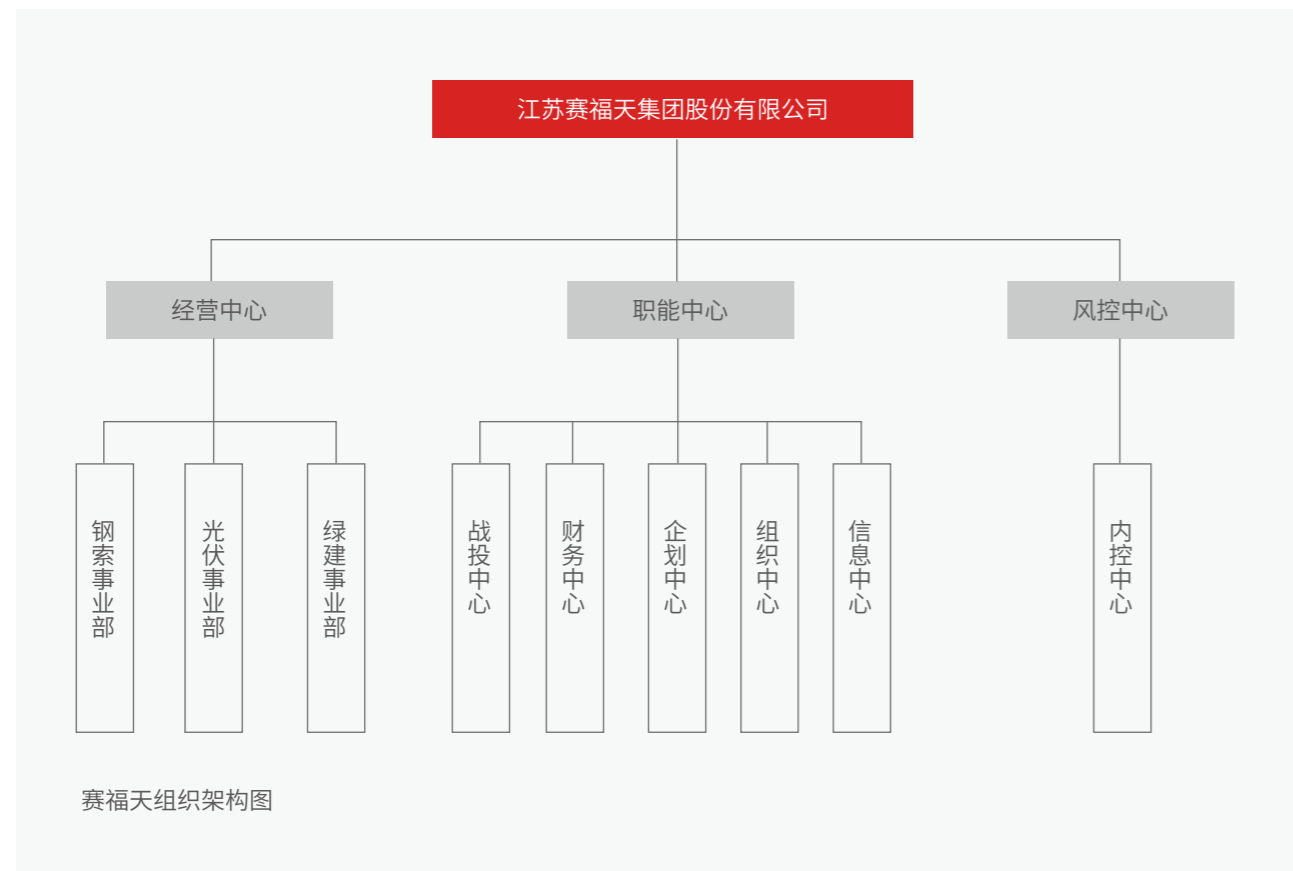 江苏赛福天集团股份有限公司
经营中心
职能中心
风控中心
钢索事业部
光伏事业部
绿建事业部
战投中心
财务中心
企划中心
组织中心
信息中心
内控中心
赛福天组织架构图